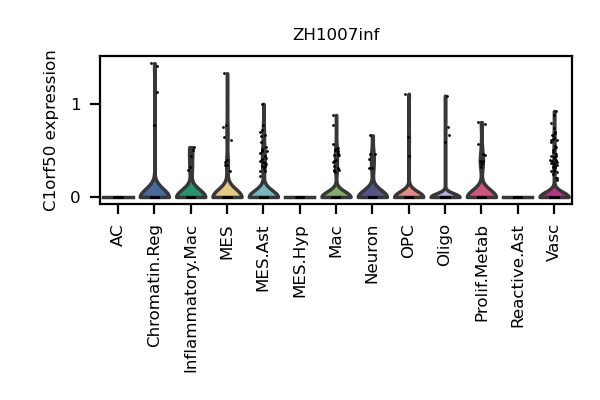 ZH1007inf
C1orf50 expression
1
0
AC
Chromatin.Reg
Inflammatory.Mac
MES
MES.Ast
MES.Hyp
Mac
Neuron
OPC
Oligo
Prolif.Metab
Reactive.Ast
Vasc